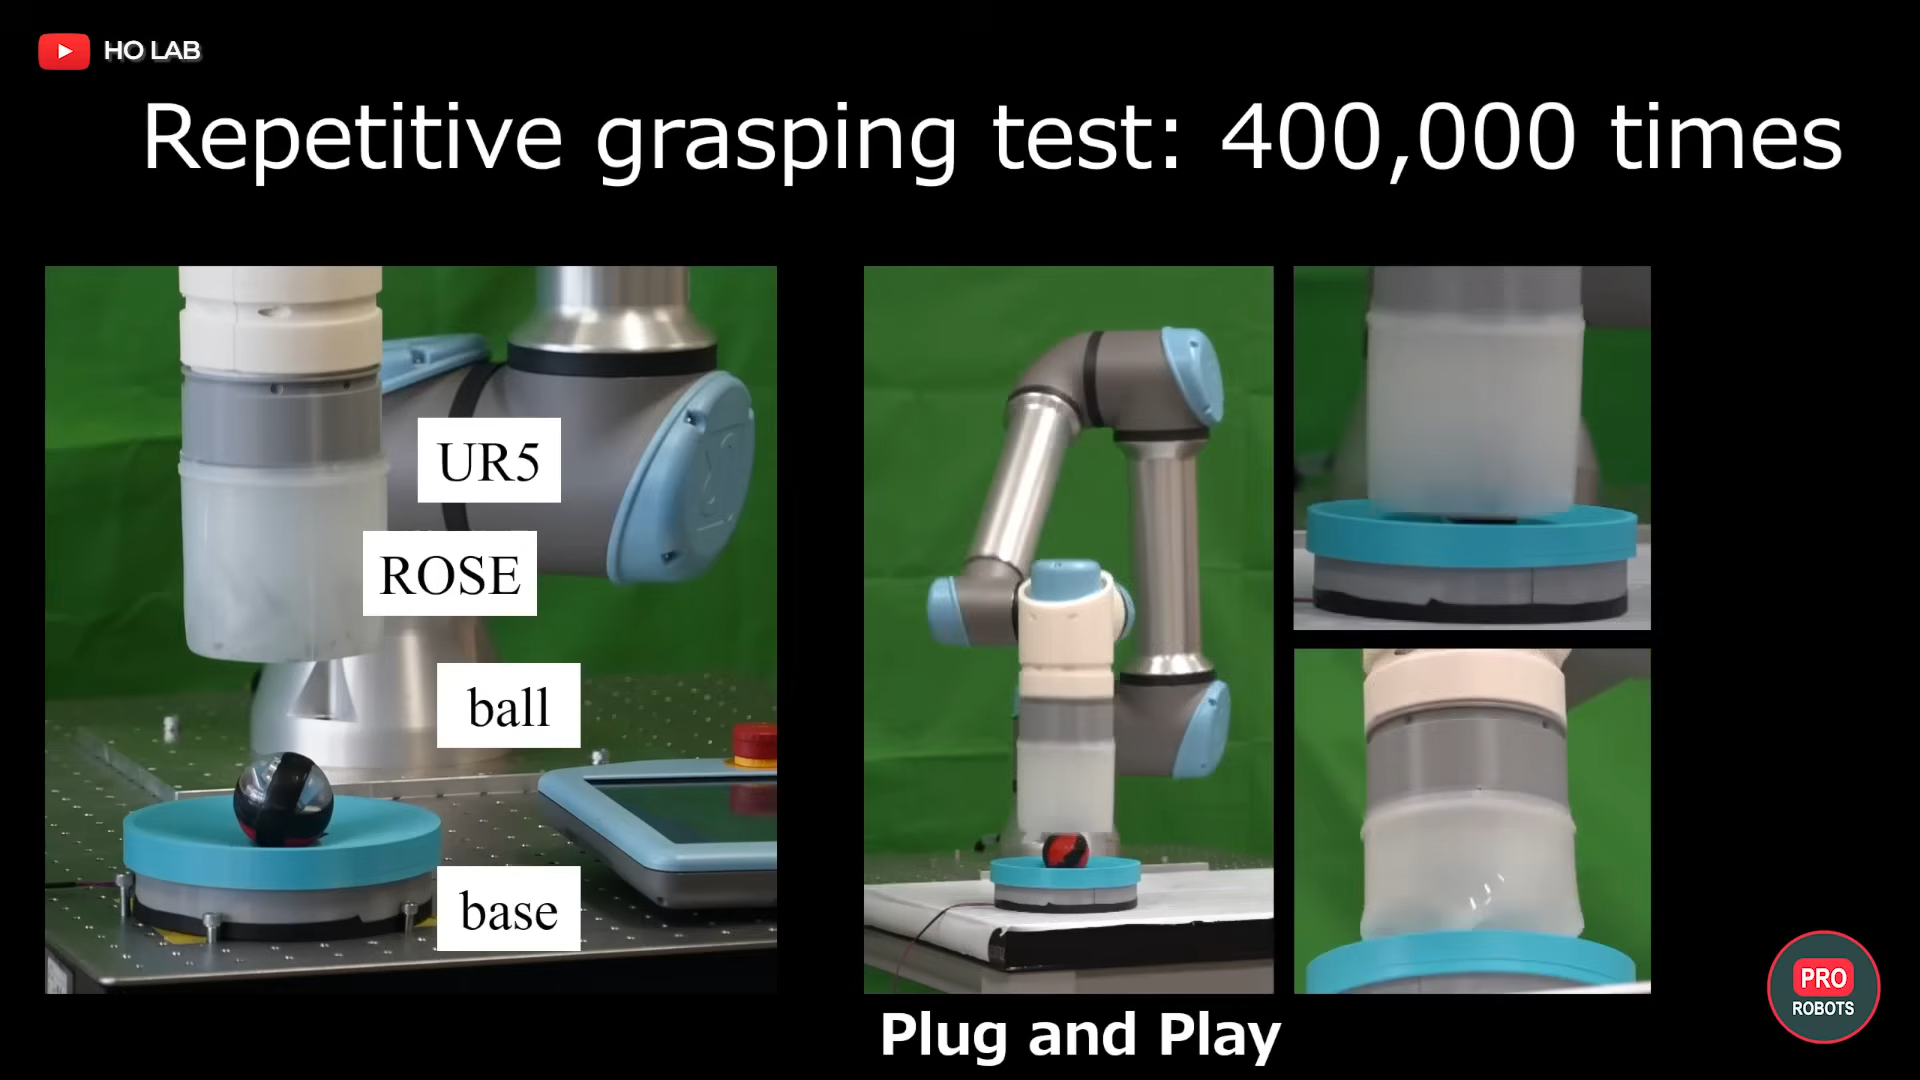 HO LAB
Repetitive grasping test: 400,000 times
UR5
ROSE
ball
base
Plug and Play
PRO
ROBOTS